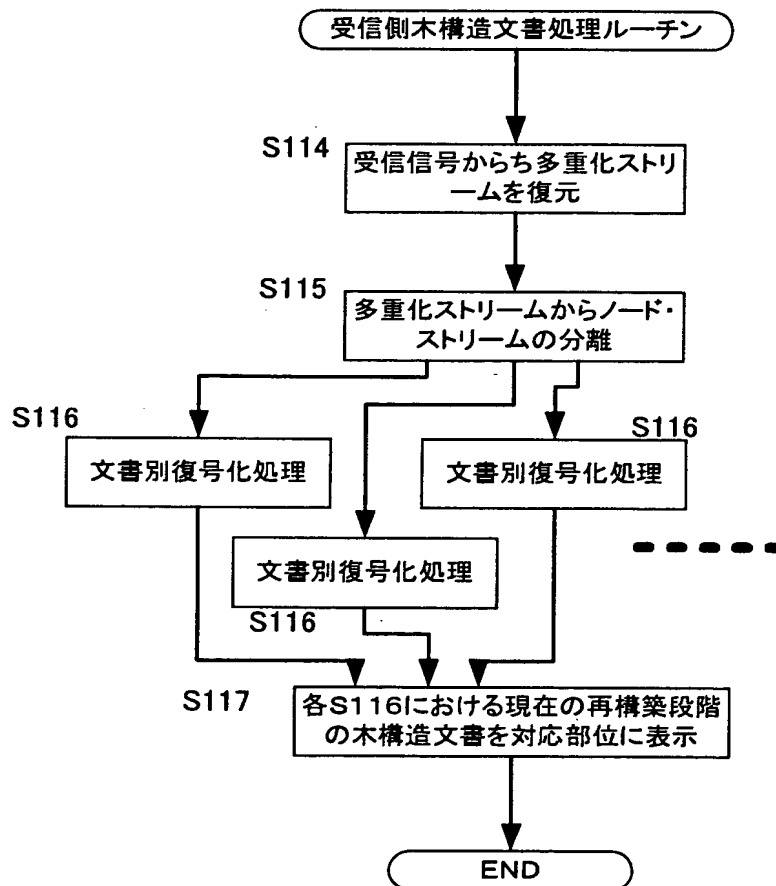 受信側木構造文書処理ルーチン
S114
受信信号からち多重化ストリ
ームを復元
S115
多重化ストリームからノード・
ストリームの分離
S116
文書別復号化処理
S116
文書別復号化処理
文書別復号化処理
S116
S117
各S116における現在の再構築段階
の木構造文書を対応部位に表示
END